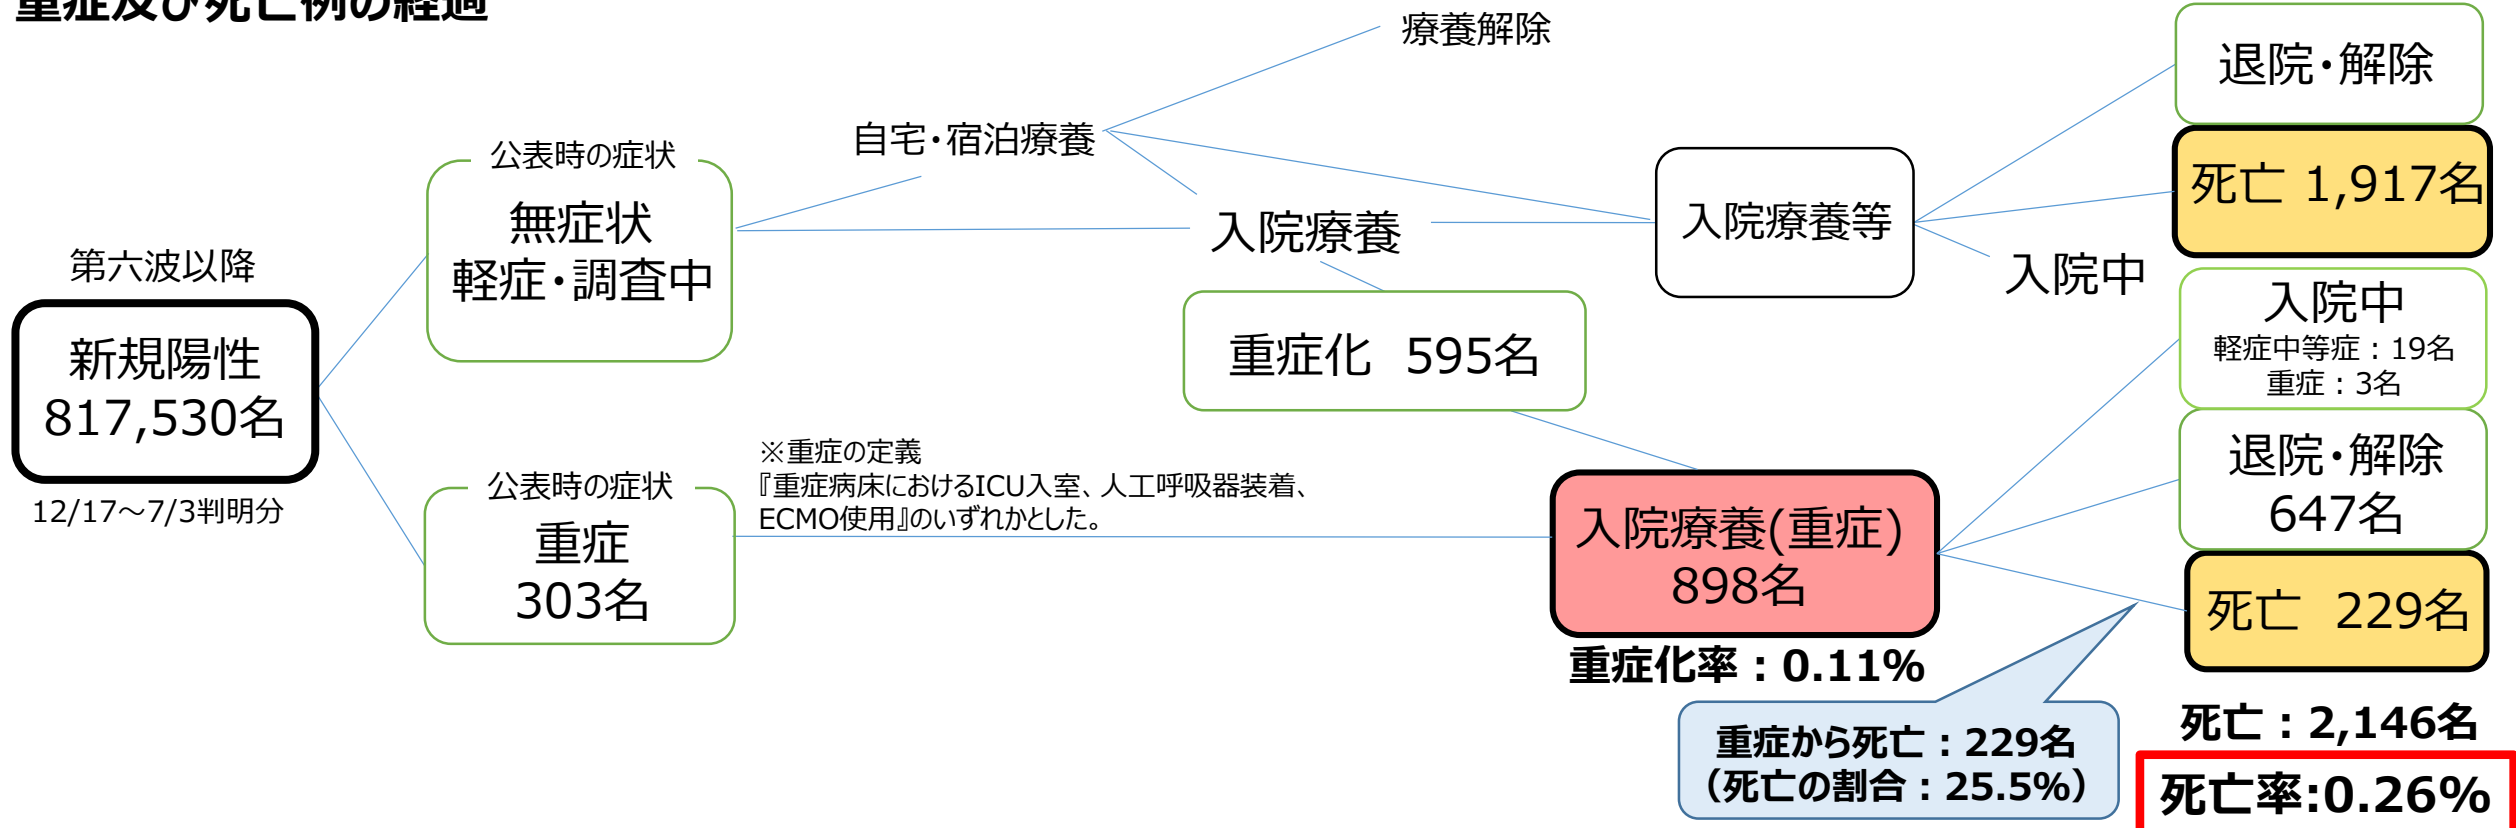 重症及び死亡例の経過
第六波以降
新規陽性
817,530名
12/17～7/3判明分
公表時の症状
無症状
軽症・調査中
公表時の症状
重症
303名
自宅・宿泊療養
療養解除
入院療養
重症化　595名
※重症の定義
『重症病床におけるICU入室、人工呼吸器装着、
ECMO使用』のいずれかとした。
入院療養等
入院療養(重症)
898名
重症化率：0.11%
退院・解除
死亡 1,917名
入院中
入院中
軽症中等症：19名
重症：3名
退院・解除
647名
死亡　229名
重症から死亡：229名
（死亡の割合：25.5%）
死亡：2,146名
死亡率:0.26%